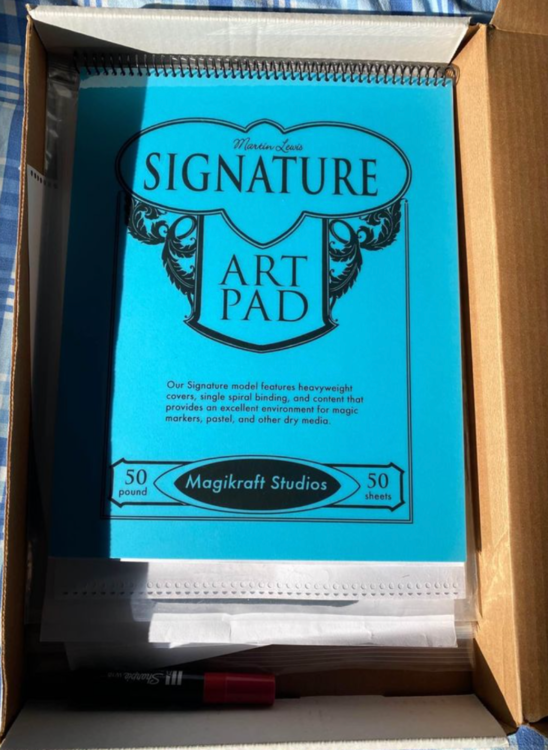 Martin Lewis
SIGNATURE
ART
PAD
Our Signature model features heavyweight
covers, single spiral binding, and content that
provides an excellent environment for magic
markers, pastel, and other dry media.
50
pound
Magikraft Studios
50
sheets
Sharpie